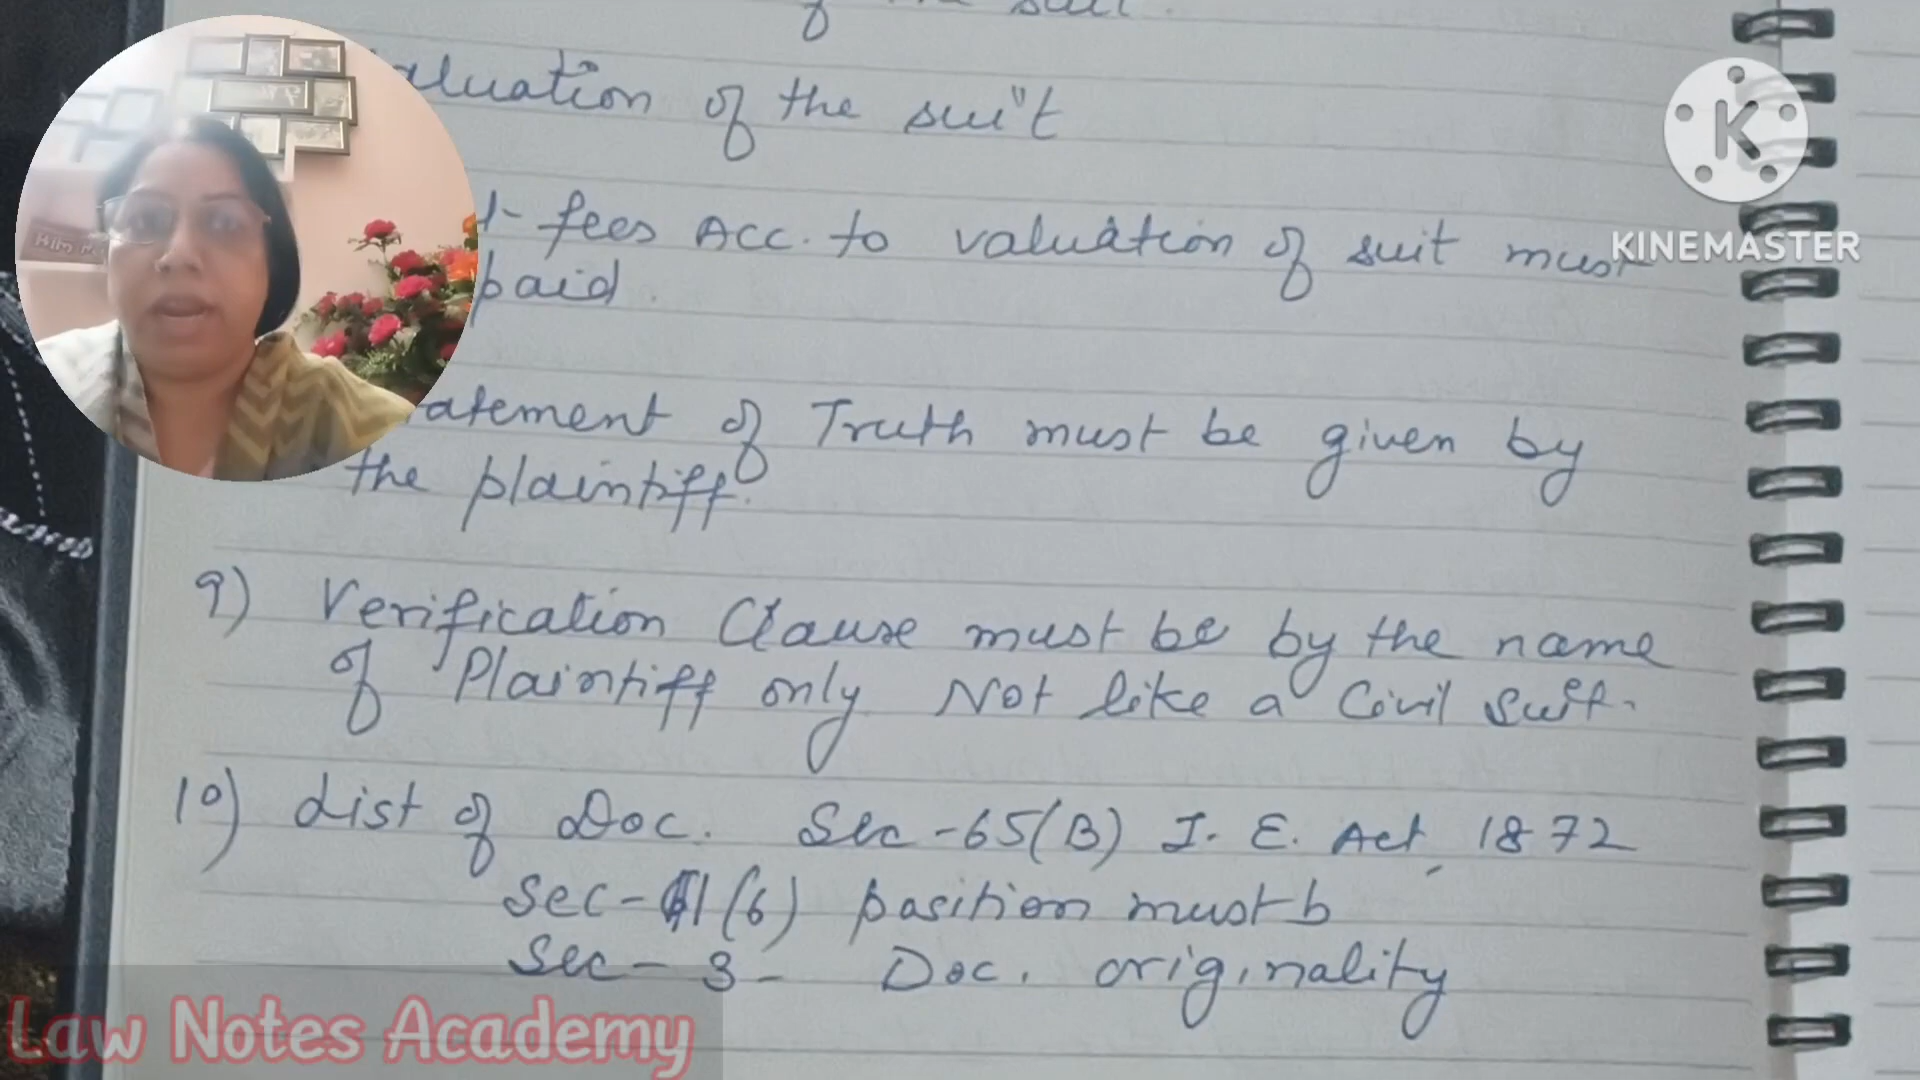 of the suit.
aluation of the suit
t- fees Acc. to valuation of suit must
paid.
atement of Truth must be given by
the plaintiff.
9) Verification Clause must be by the name
of Plaintiff only Not like a Civil Suit.
10) List of Doc. Sec-65(B) I. E. Act, 1872
Sec- (6) position must b
Sec-3- Doc. originality
KINEMASTER
Law Notes Academy